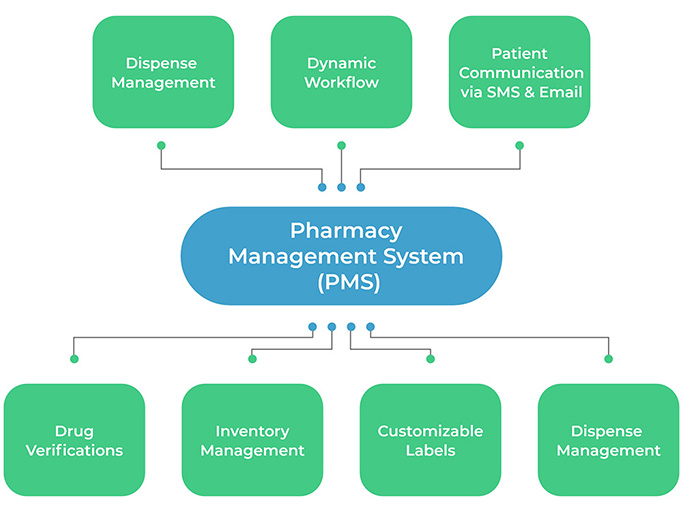 Dispense
Management
Dynamic
Workflow
Patient
Communication
via SMS & Email
Pharmacy
Management System
(PMS)
Drug
Verifications
Inventory
Management
Customizable
Labels
Dispense
Management